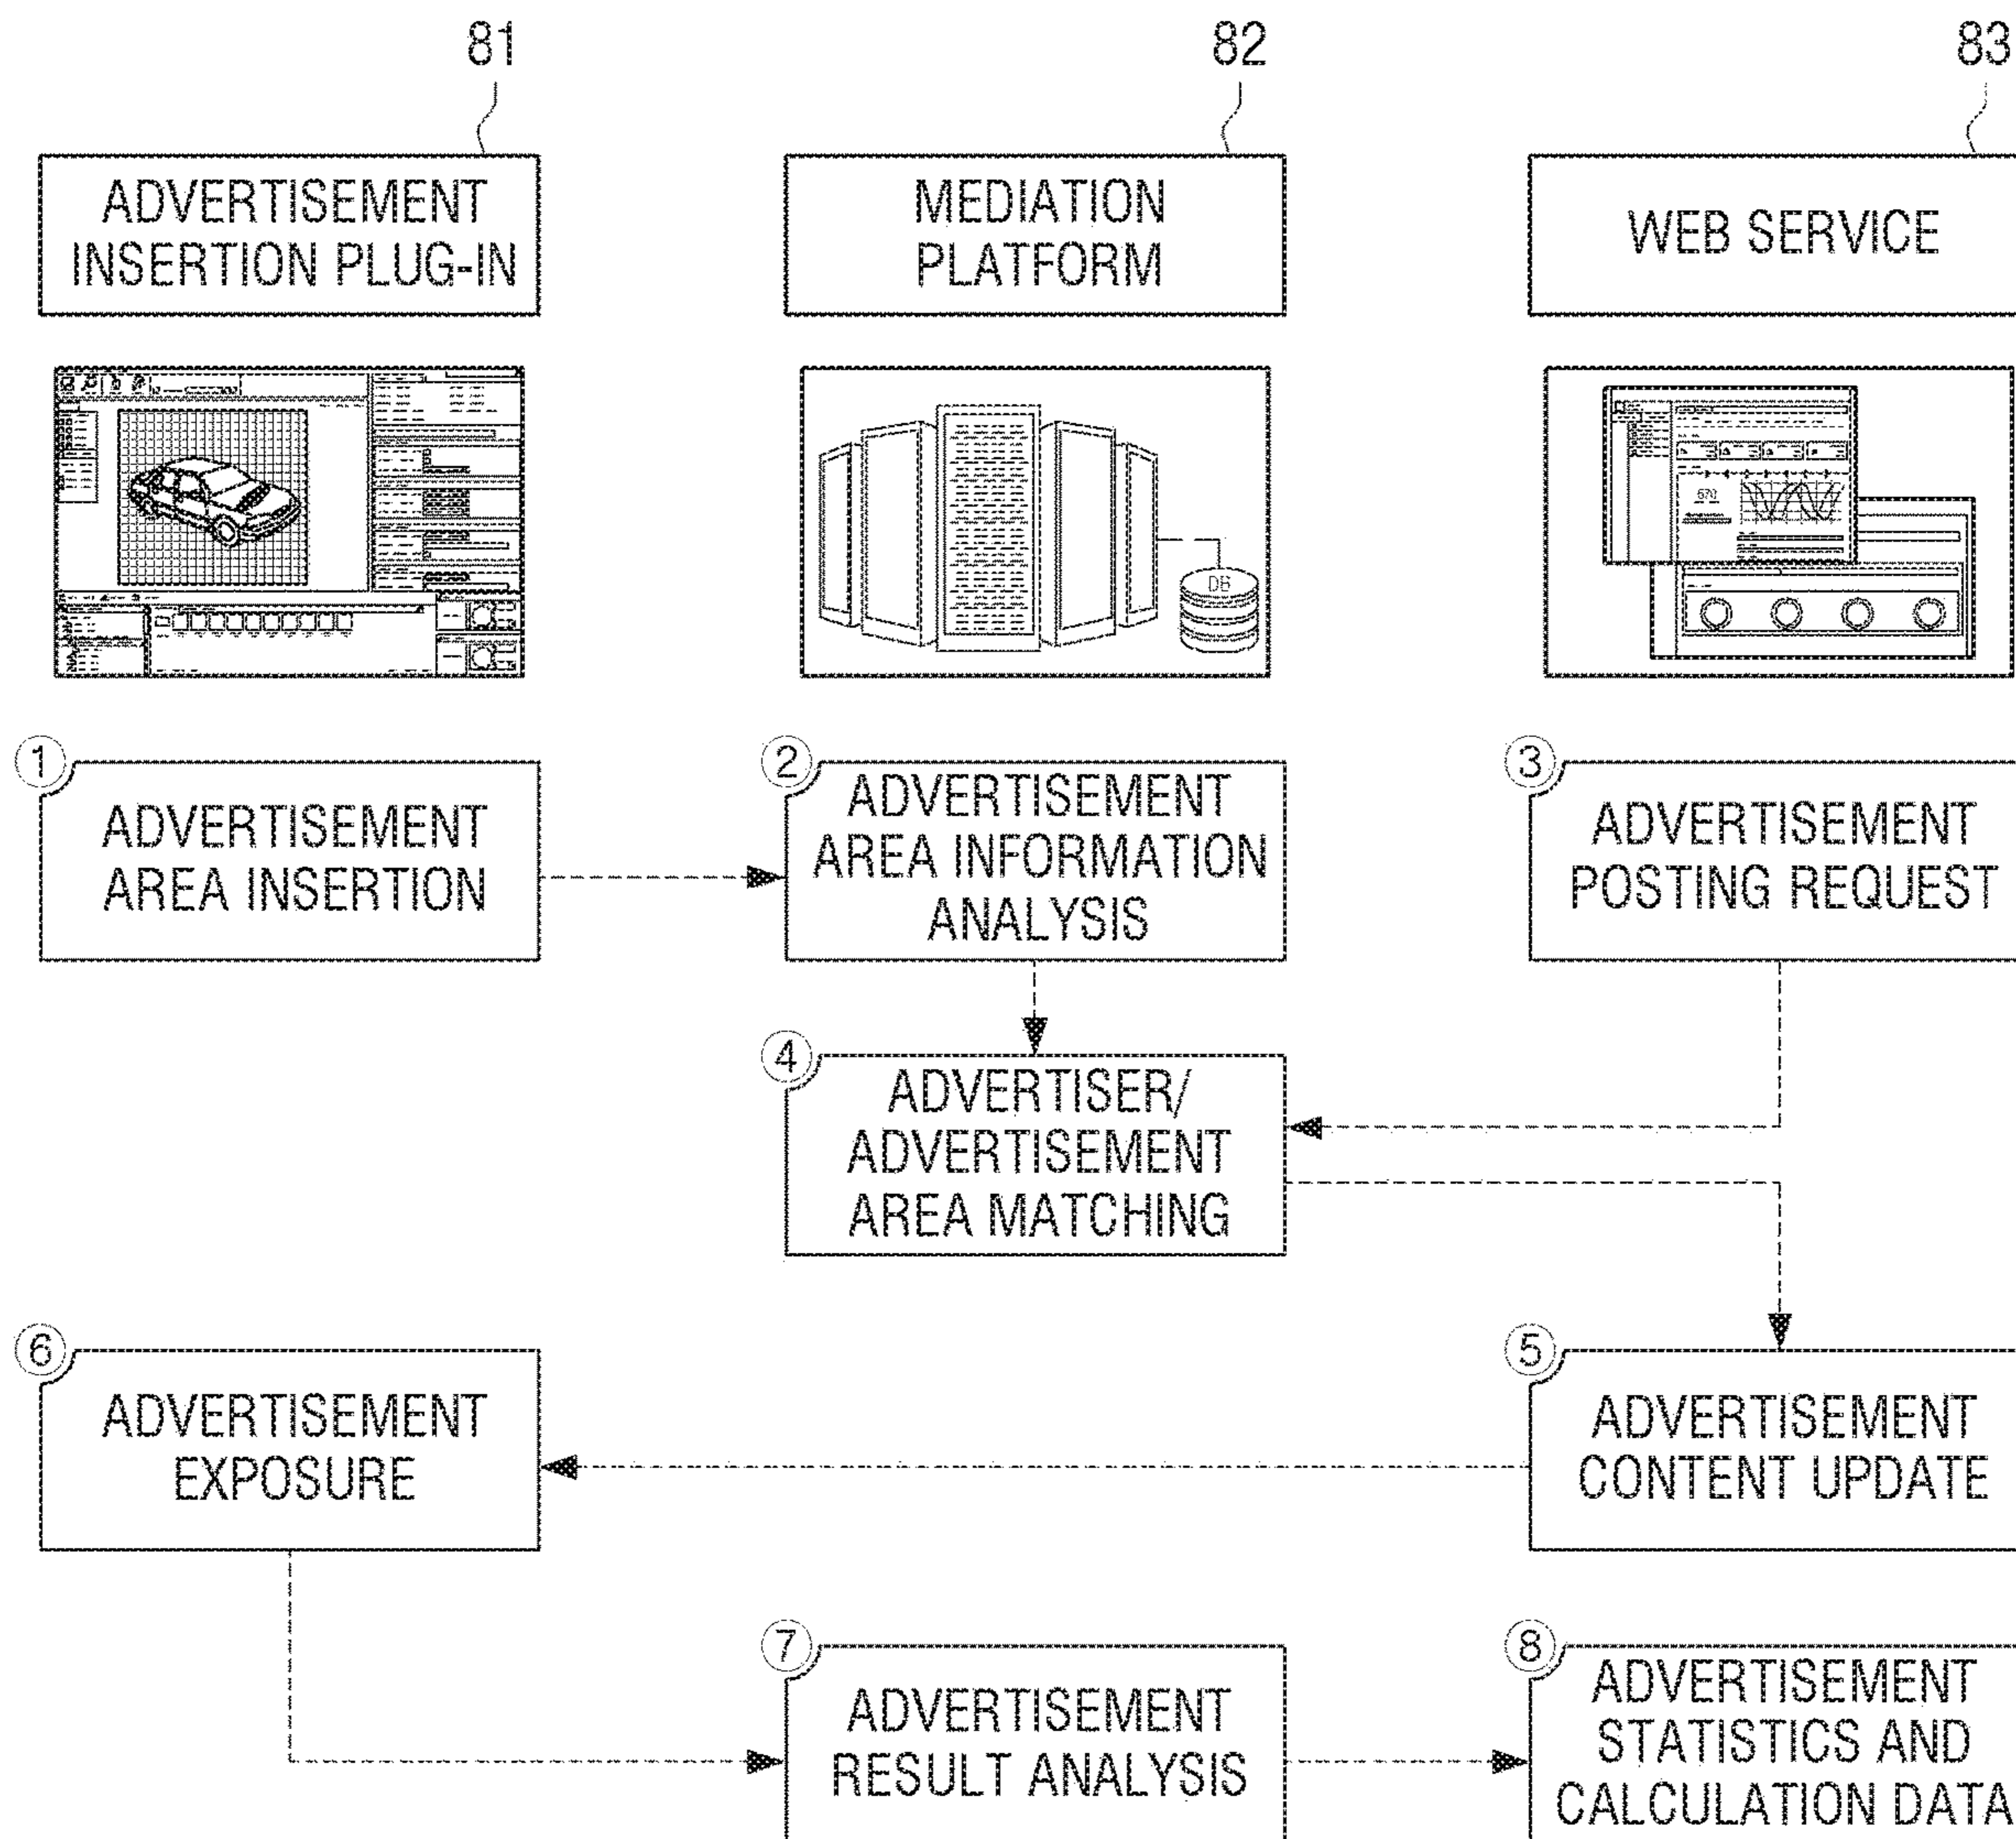 81
82
83
ADVERTISEMENT
INSERTION PLUG-IN
MEDIATION
PLATFORM
WEB SERVICE
DB
670
①
ADVERTISEMENT
AREA INSERTION
②
ADVERTISEMENT
AREA INFORMATION
ANALYSIS
③
ADVERTISEMENT
POSTING REQUEST
④
ADVERTISER/
ADVERTISEMENT
AREA MATCHING
⑥
ADVERTISEMENT
EXPOSURE
⑤
ADVERTISEMENT
CONTENT UPDATE
⑦
ADVERTISEMENT
RESULT ANALYSIS
⑧
ADVERTISEMENT
STATISTICS AND
CALCULATION DATA